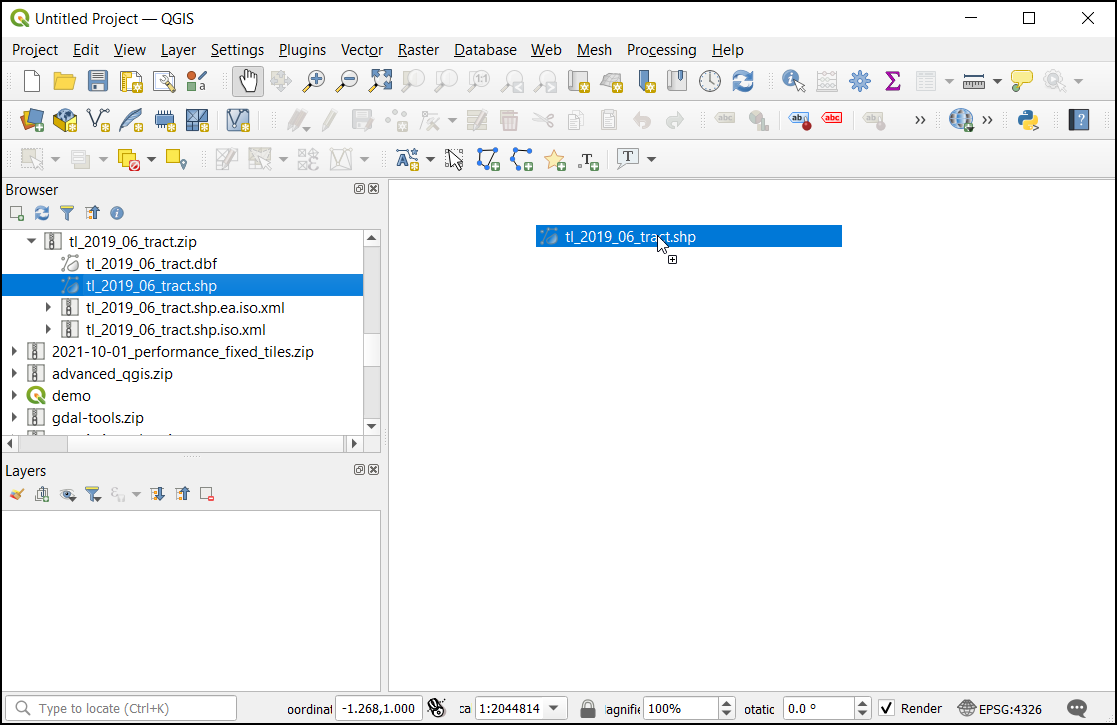 Untitled Project — QGIS
Project Edit View Layer Settings Plugins Vector Raster Database Web Mesh Processing Help
Browser
tl_2019_06_tract.zip
tl_2019_06_tract.dbf
tl_2019_06_tract.shp
tl_2019_06_tract.shp.ea.iso.xml
tl_2019_06_tract.shp.iso.xml
2021-10-01_performance_fixed_tiles.zip
advanced_qgis.zip
demo
gdal-tools.zip
tl_2019_06_tract.shp
Layers
Type to locate (Ctrl+K) oordinat -1.268,1.000 ca 1:2044814 agnifie 100% otatic 0.0 ° Render EPSG:4326